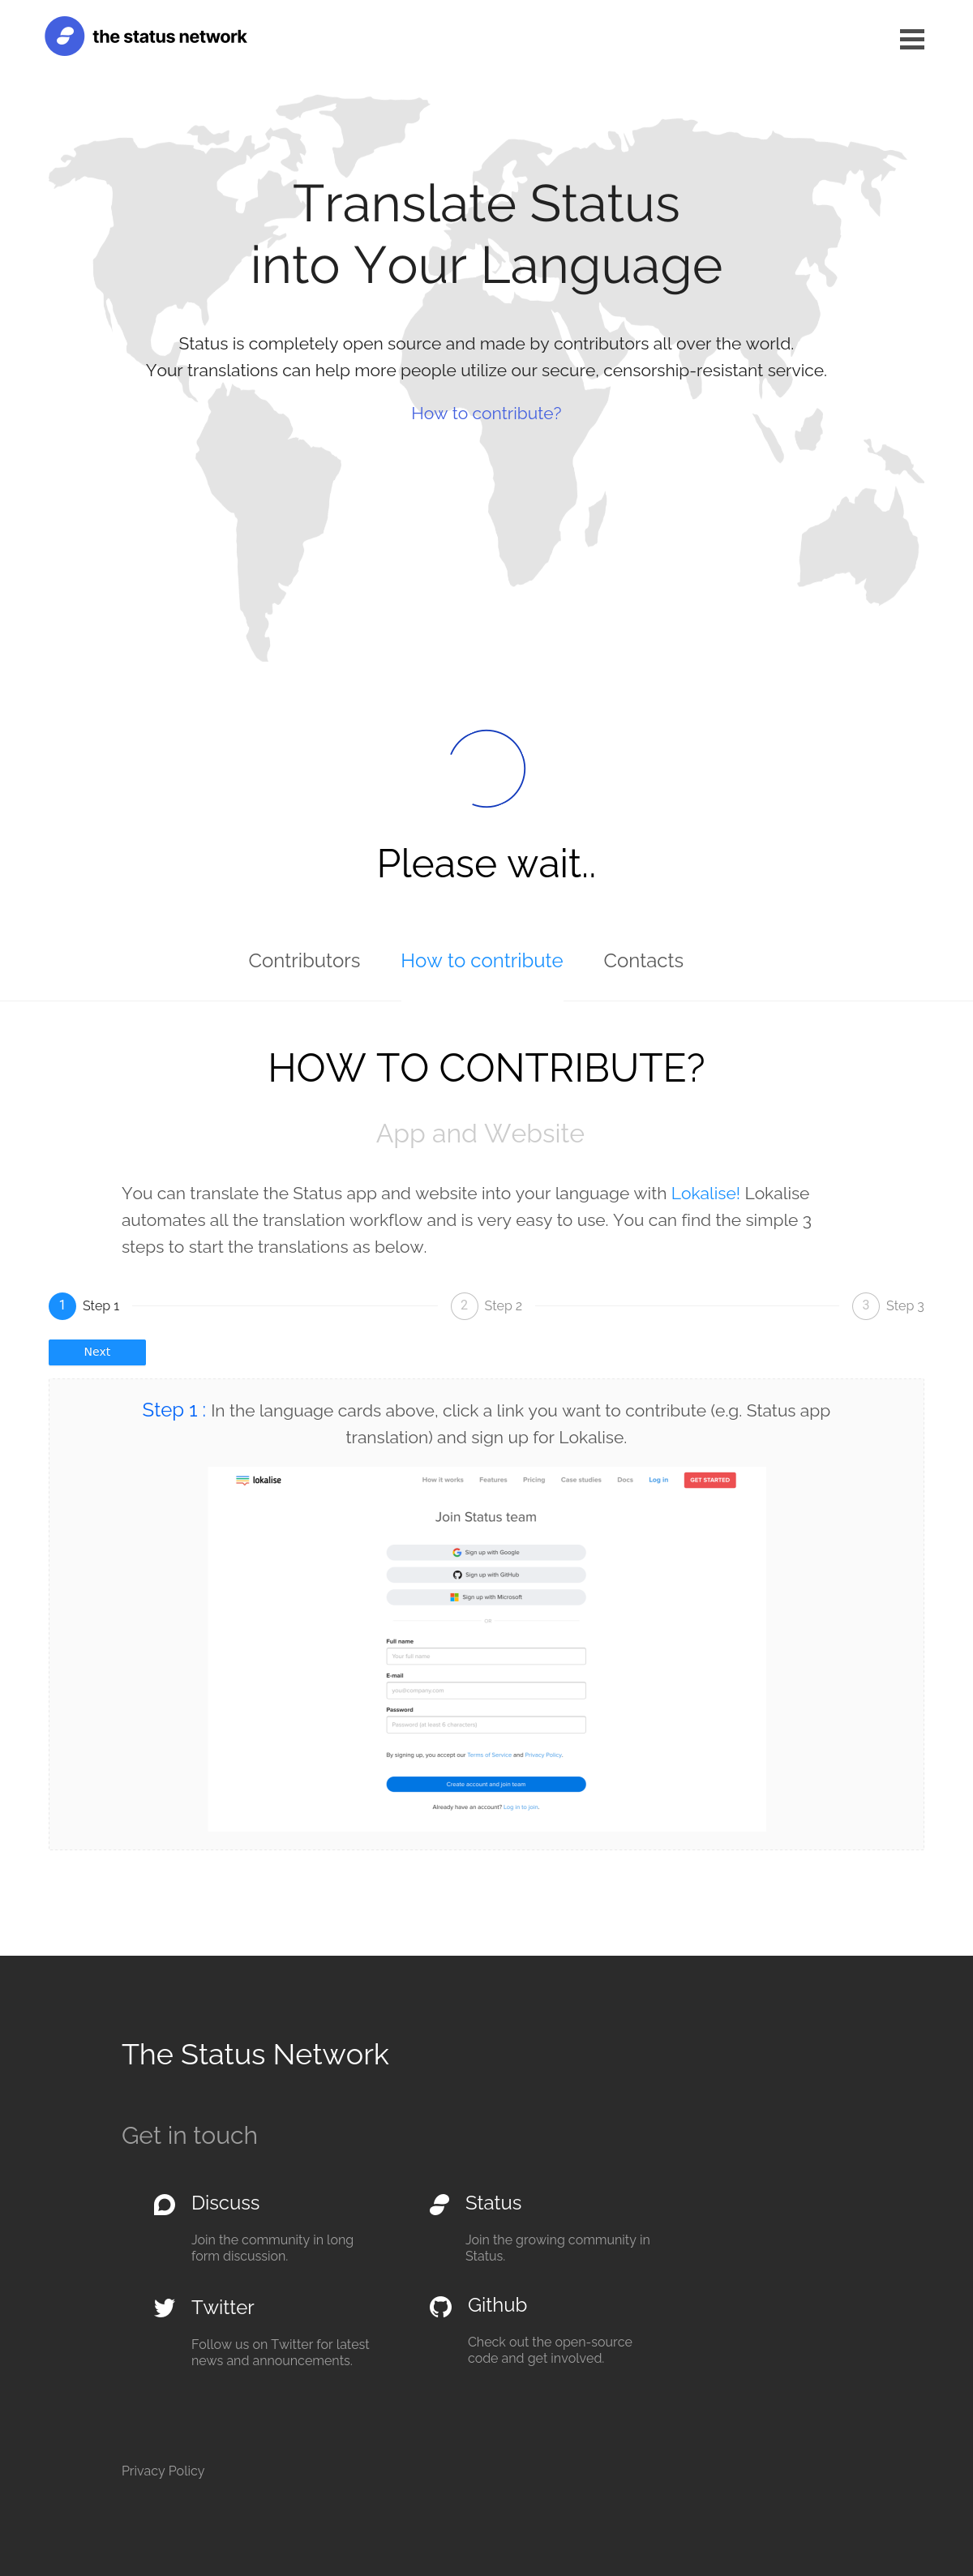 the status network
Translate Status
into Your Language
Status is completely open source and made by contributors all over the world.
Your translations can help more people utilize our secure, censorship-resistant service.
How to contribute?
Please wait..
Contributors
How to contribute
Contacts
HOW TO CONTRIBUTE?
App and Website
You can translate the Status app and website into your language with Lokalise! Lokalise
automates all the translation workflow and is very easy to use. You can find the simple 3
steps to start the translations as below.
1 Step 1
2 Step 2
3 Step 3
Next
Step 1 : In the language cards above, click a link you want to contribute (e.g. Status app
translation) and sign up for Lokalise.
lokalise
How it works
Features
Pricing
Case studies
Docs
Log in
GET STARTED
Join Status team
Sign up with Google
Sign up with GitHub
Sign up with Microsoft
OR
Full name
Your full name
E-mail
you@company.com
Password
Password (at least 6 characters)
By signing up, you accept our Terms of Service and Privacy Policy.
Create account and join team
Already have an account? Log in to join.
The Status Network
Get in touch
Discuss
Join the community in long
form discussion.
Status
Join the growing community in
Status.
Twitter
Follow us on Twitter for latest
news and announcements.
Github
Check out the open-source
code and get involved.
Privacy Policy